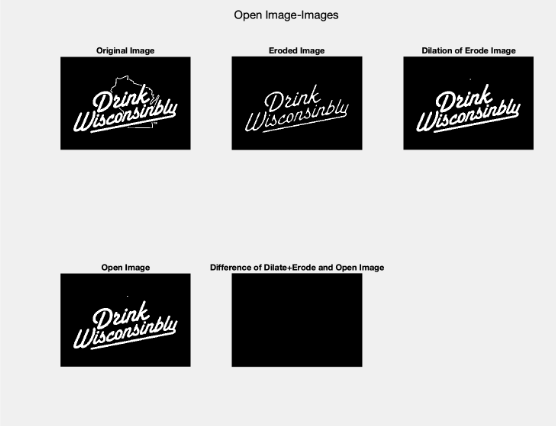 Open Image-Images
Original Image
Drink
Wisconsinbly
Eroded Image
Drink
Wisconsinbly
Dilation of Erode Image
Drink
Wisconsinbly
Open Image
Drink
Wisconsinbly
Difference of Dilate+Erode and Open Image